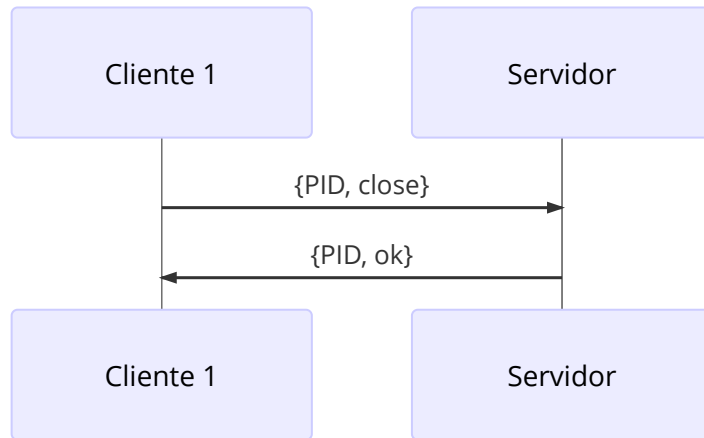 Cliente 1
Servidor
{PID, close}
{PID, ok}
Cliente 1
Servidor